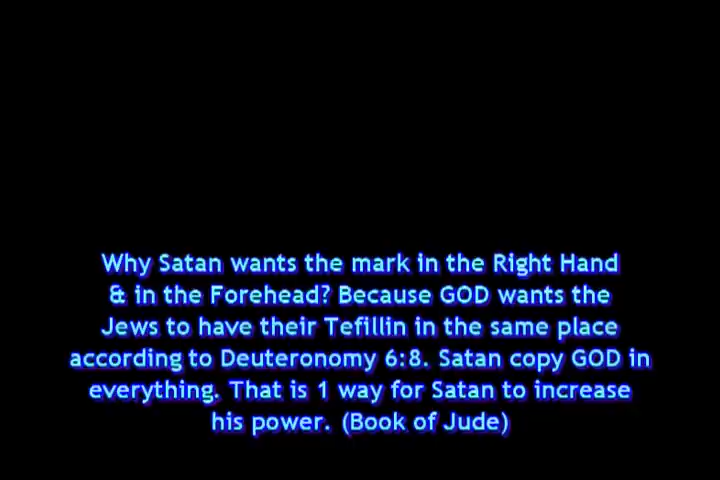 Why Satan wants the mark in the Right Hand
& in the Forehead? Because GOD wants the
Jews to have their Tefillin in the same place
according to Deuteronomy 6:8. Satan copy GOD in
everything. That is 1 way for Satan to increase
his power. (Book of Jude)